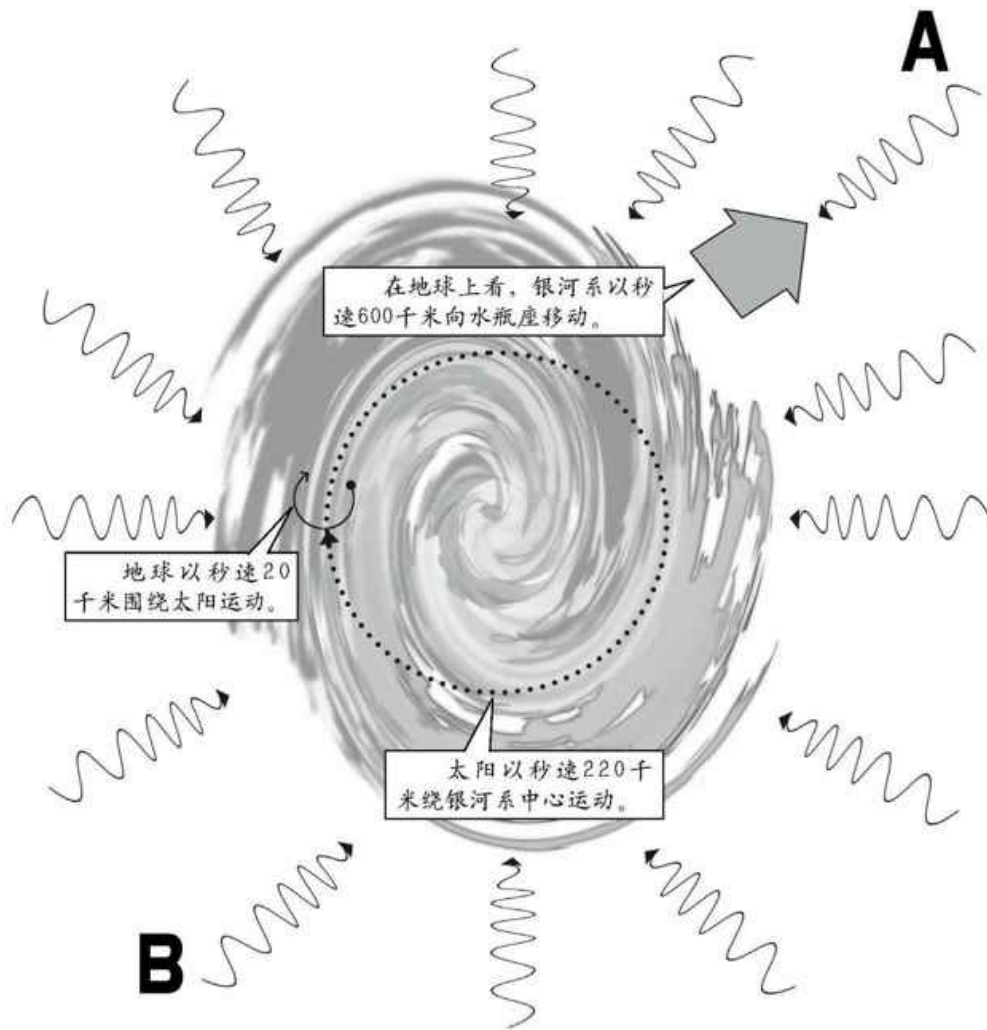 A
在地球上看，银河系以秒
速600千米向水瓶座移动。
地球以秒速20
千米围绕太阳运动。
太阳以秒速220千
米绕银河系中心运动。
B